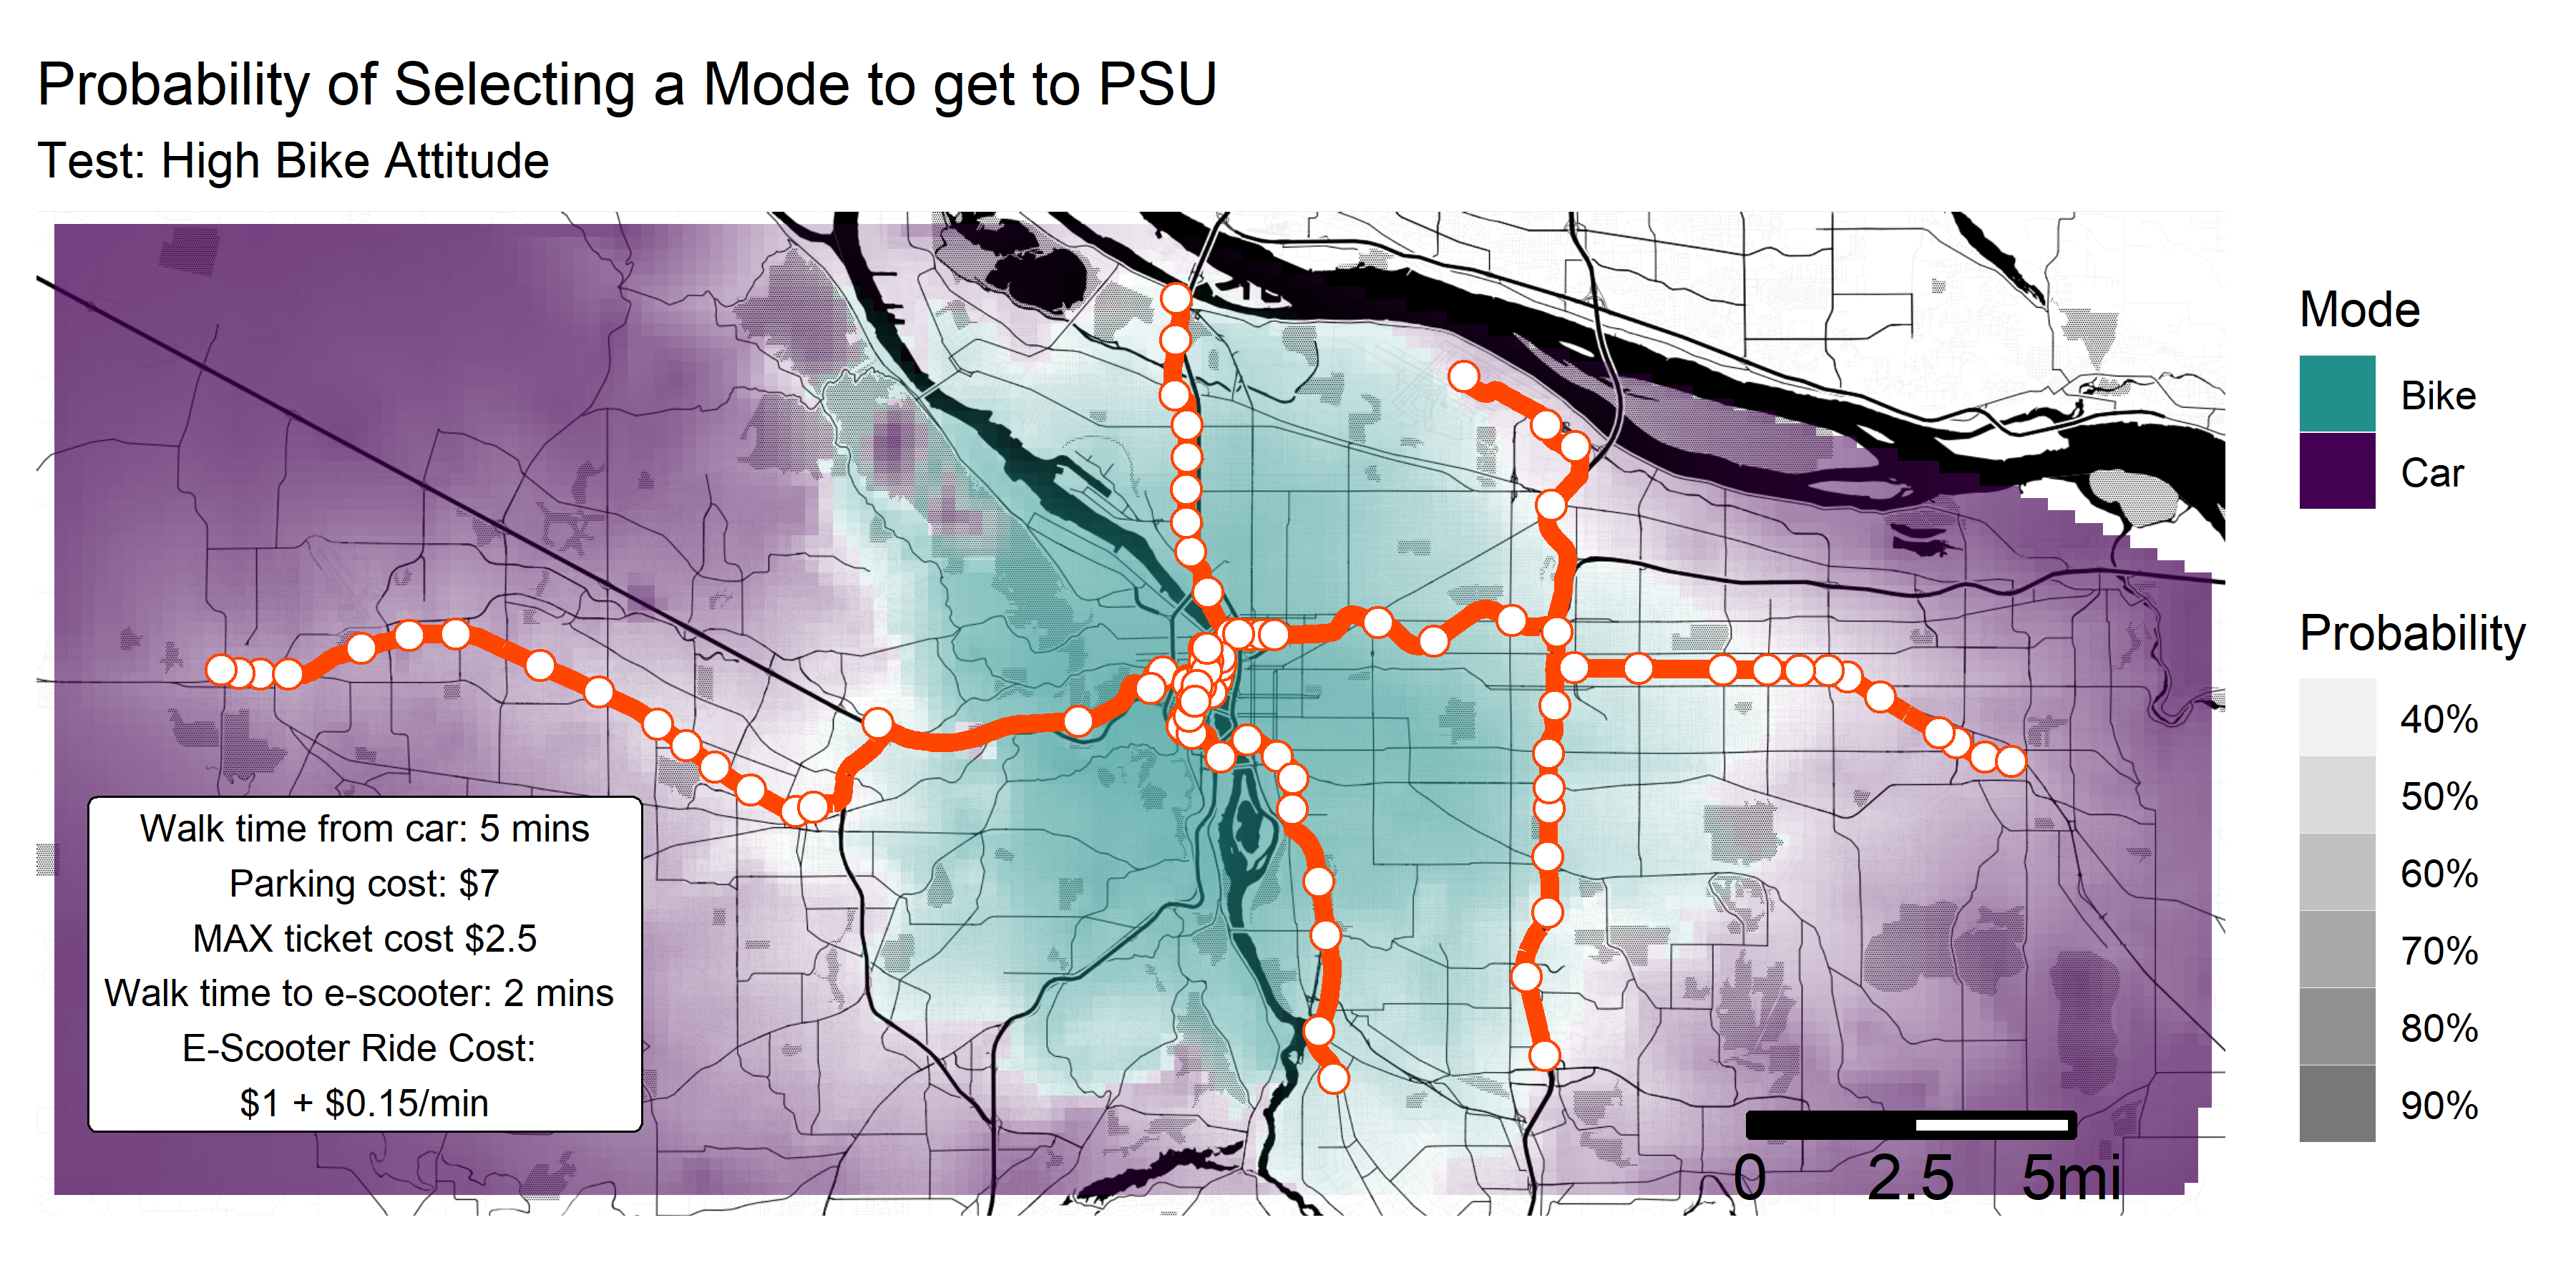 Probability of Selecting a Mode to get to PSU
Test: High Bike Attitude
Walk time from car: 5 mins
Parking cost: $7
MAX ticket cost $2.5
Walk time to e-scooter: 2 mins
E-Scooter Ride Cost:
$1 + $0.15/min
0 2.5 5mi
Mode
Bike
Car
Probability
40%
50%
60%
70%
80%
90%